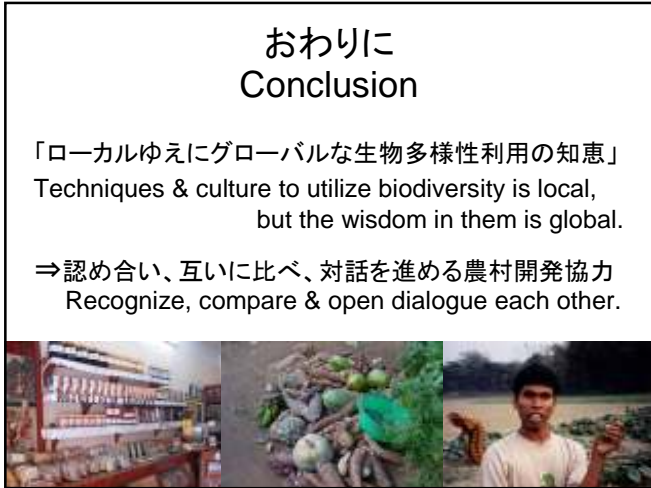 おわりに
Conclusion
「ローカルゆえにグローバルな生物多様性利用の知恵」
Techniques & culture to utilize biodiversity is local,
but the wisdom in them is global.
⇒認め合い、互いに比べ、対話を進める農村開発協力
Recognize, compare & open dialogue each other.